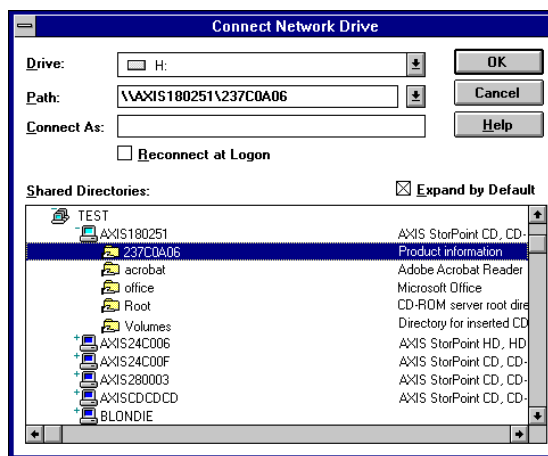 Connect Network Drive
Drive: H: OK
Path: \\AXIS180251\237C0A06 Cancel
Connect As: Help
Reconnect at Logon
Shared Directories: Expand by Default
TEST
AXIS180251 AXIS StorPoint CD, CD-
237C0A06 Product information
acrobat Adobe Acrobat Reader
office Microsoft Office
Root CD-ROM server root dire
Volumes Directory for inserted CD
AXIS24C006 AXIS StorPoint HD, HD
AXIS24C00F AXIS StorPoint CD, CD-
AXIS280003 AXIS StorPoint CD, CD-
AXISCDCDCD AXIS StorPoint CD, CD-
BLONDIE